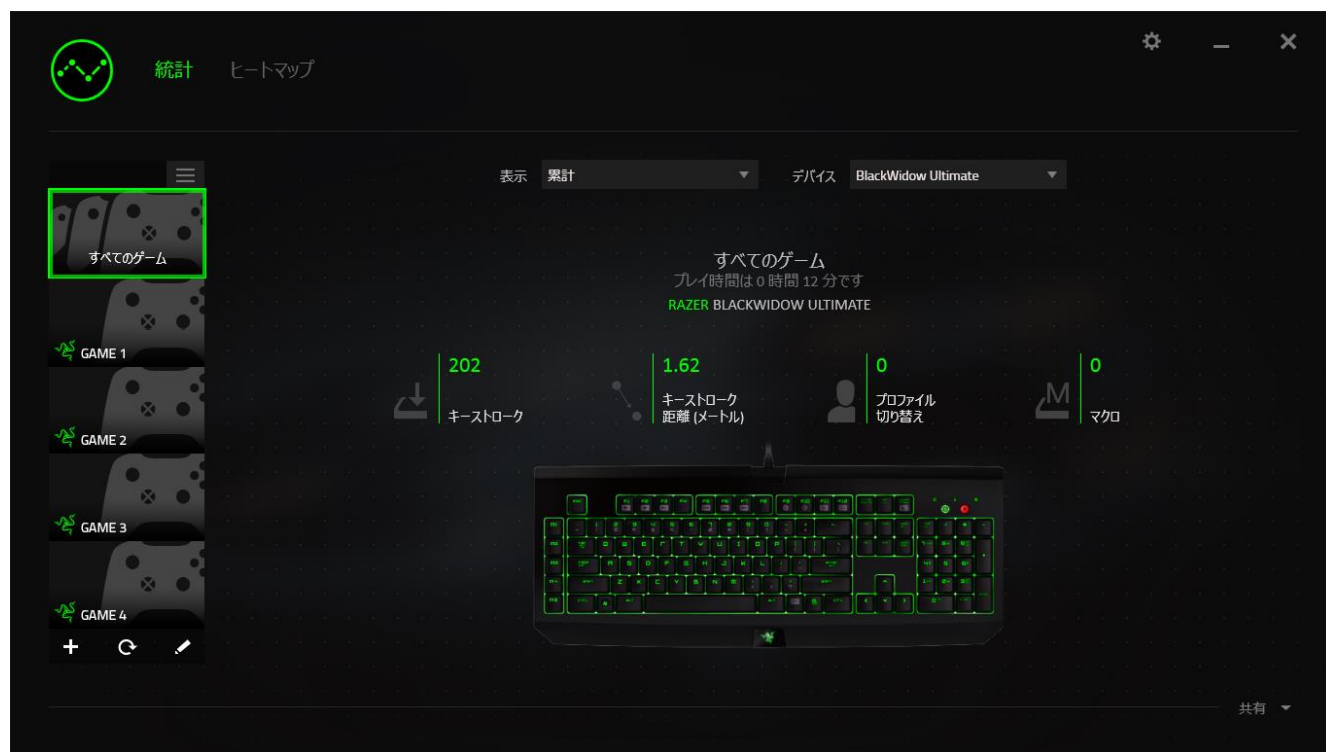 統計 ヒートマップ
表示 累計 デバイス BlackWidow Ultimate
すべてのゲーム
GAME 1
GAME 2
GAME 3
GAME 4
すべてのゲーム
プレイ時間は 0 時間 12 分です
RAZER BLACKWIDOW ULTIMATE
202
キーストローク
1.62
キーストローク
距離 (メートル)
0
プロファイル
切り替え
0
マクロ
M
共有